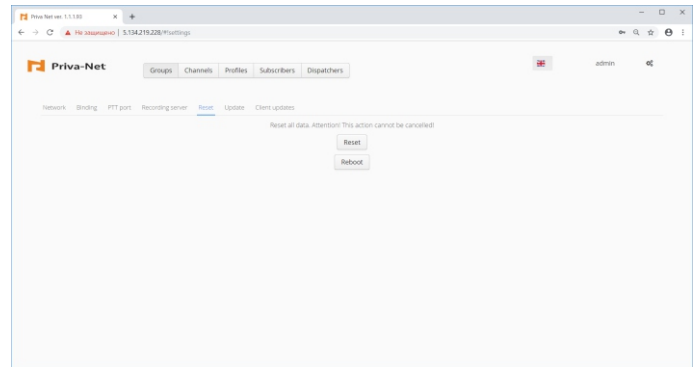 Priva Net ver. 1.1.1.93
Не защищено | 5.134.219.228/#!settings
Priva-Net
Groups Channels Profiles Subscribers Dispatchers
admin
Network Binding PTT port Recording server Reset Update Client updates
Reset all data. Attention! This action cannot be cancelled!
Reset
Reboot